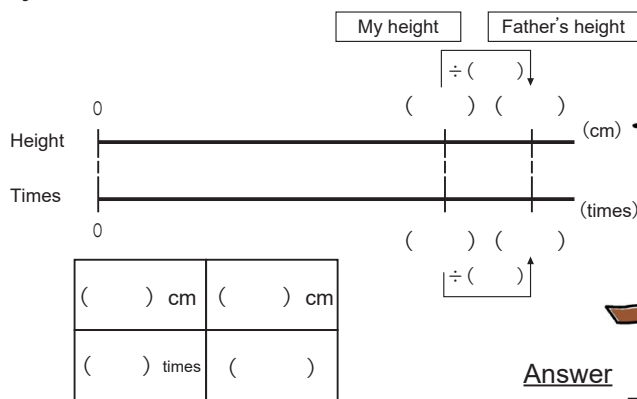 My height Father's height
÷ (      )
0 (      ) (      )
Height (cm)
Times (times)
0 (      ) (      )
÷ (      )
(      ) cm (      ) cm
(      ) times (      )
Answer